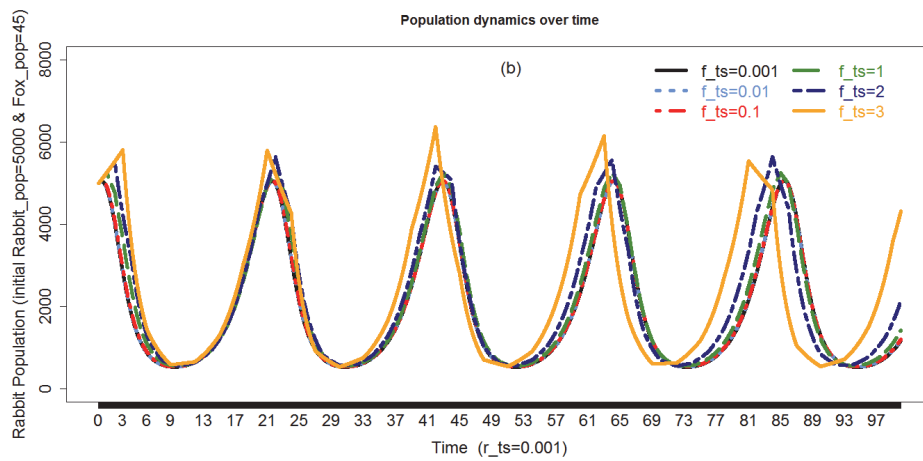 Population dynamics over time
Rabbit Population (initial Rabbit_pop=5000 & Fox_pop=45)
8000
6000
4000
2000
0
(b)
f_ts=0.001
f_ts=0.01
f_ts=0.1
f_ts=1
f_ts=2
f_ts=3
0 3 6 9 13 17 21 25 29 33 37 41 45 49 53 57 61 65 69 73 77 81 85 89 93 97
Time (r_ts=0.001)